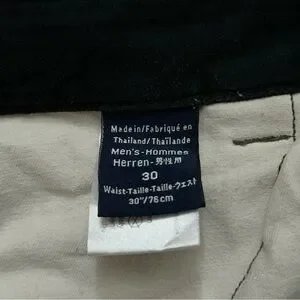 Made in/Fabriqué en
Thailand/Thaïlande
Men's-Hommes
Herren-男性用
30
Waist-Taille-Taille-ウェスト
30"/76cm